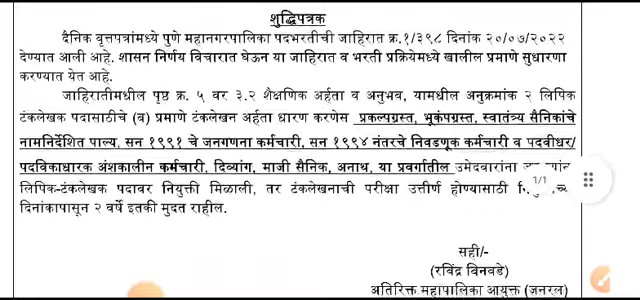 शुद्धिपत्रक
दैनिक वृत्तपत्रांमध्ये पुणे महानगरपालिका पदभरतीची जाहिरात क्र.१/३९८ दिनांक २०/०७/२०२२
देण्यात आली आहे. शासन निर्णय विचारात घेऊन या जाहिरात व भरती प्रक्रियेमध्ये खालील प्रमाणे सुधारणा
करण्यात येत आहे.
जाहिरातीमधील पृष्ठ क्र. ५ वर ३.२ शैक्षणिक अर्हता व अनुभव, यामधील अनुक्रमांक २ लिपिक
टंकलेखक पदासाठीचे (ब) प्रमाणे टंकलेखन अर्हता धारण करणेस प्रकल्पग्रस्त, भूकंपग्रस्त, स्वातंत्र्य सैनिकांचे
नामनिर्देशित पाल्य, सन १९९१ चे जनगणना कर्मचारी, सन १९९४ नंतरचे निवडणूक कर्मचारी व पदवीधर/
पदविकाधारक अंशकालीन कर्मचारी, दिव्यांग, माजी सैनिक, अनाथ, या प्रवर्गातील उमेदवारांना
लिपिक-टंकलेखक पदावर नियुक्ती मिळाली, तर टंकलेखनाची परीक्षा उत्तीर्ण होण्यासाठी
दिनांकापासून २ वर्षे इतकी मुदत राहील.
1/1
सही/-
(रविंद्र बिनवडे)
अतिरिक्त महापालिका आयुक्त (जनरल)